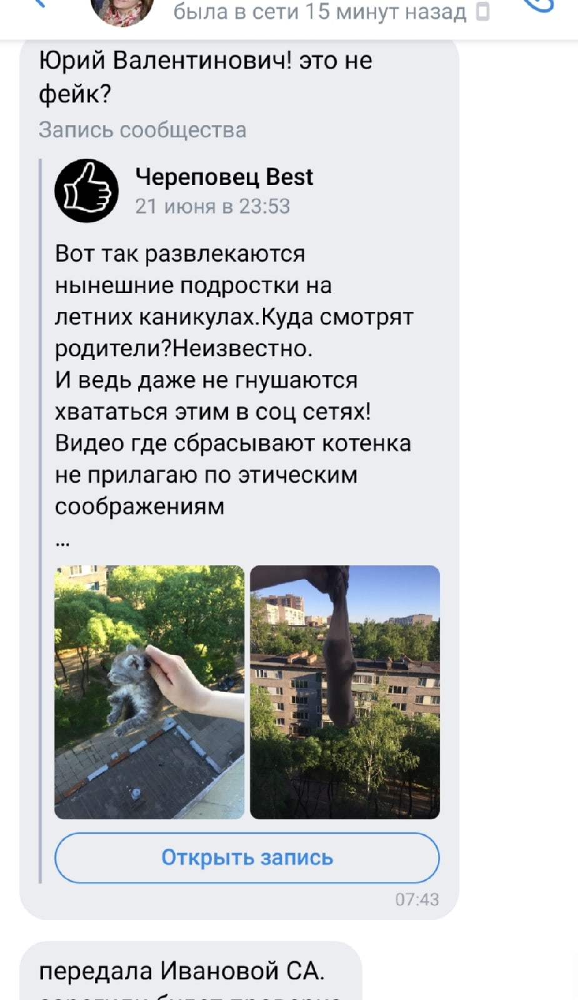 была в сети 15 минут назад
Юрий Валентинович! это не
фейк?
Запись сообщества
Череповец Best
21 июня в 23:53
Вот так развлекаются
нынешние подростки на
летних каникулах.Куда смотрят
родители?Неизвестно.
И ведь даже не гнушаются
хвататься этим в соц сетях!
Видео где сбрасывают котенка
не прилагаю по этическим
соображениям
...
Открыть запись
07:43
передала Ивановой СА.